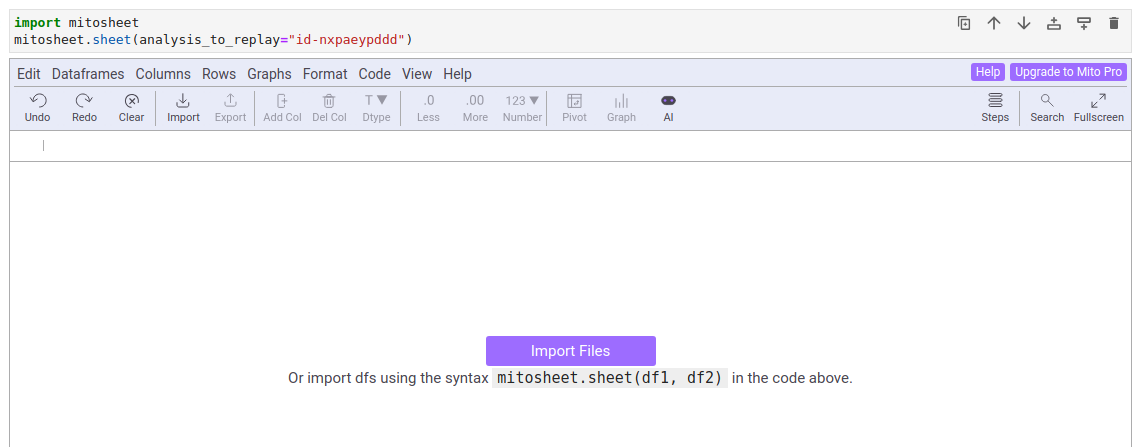 import mitosheet
mitosheet.sheet(analysis_to_replay="id-nxpaeypddd")
Edit Dataframes Columns Rows Graphs Format Code View Help Help Upgrade to Mito Pro
T .0 .00 123
Undo Redo Clear Import Export Add Col Del Col Dtype Less More Number Pivot Graph AI Steps Search Fullscreen
Import Files
Or import dfs using the syntax mitosheet.sheet(df1, df2) in the code above.